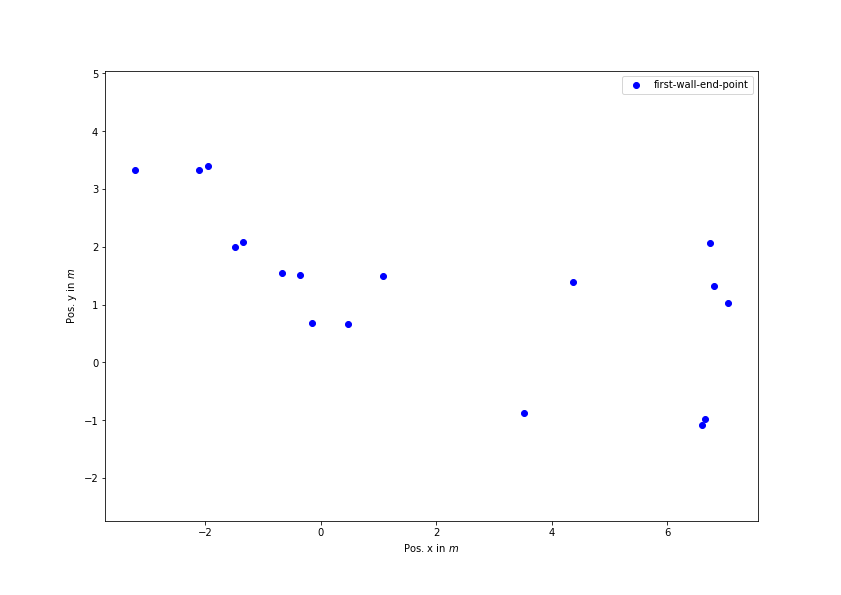 first-wall-end-point
5
4
3
2
1
0
−1
−2
Pos. y in m
−2 0 2 4 6
Pos. x in m